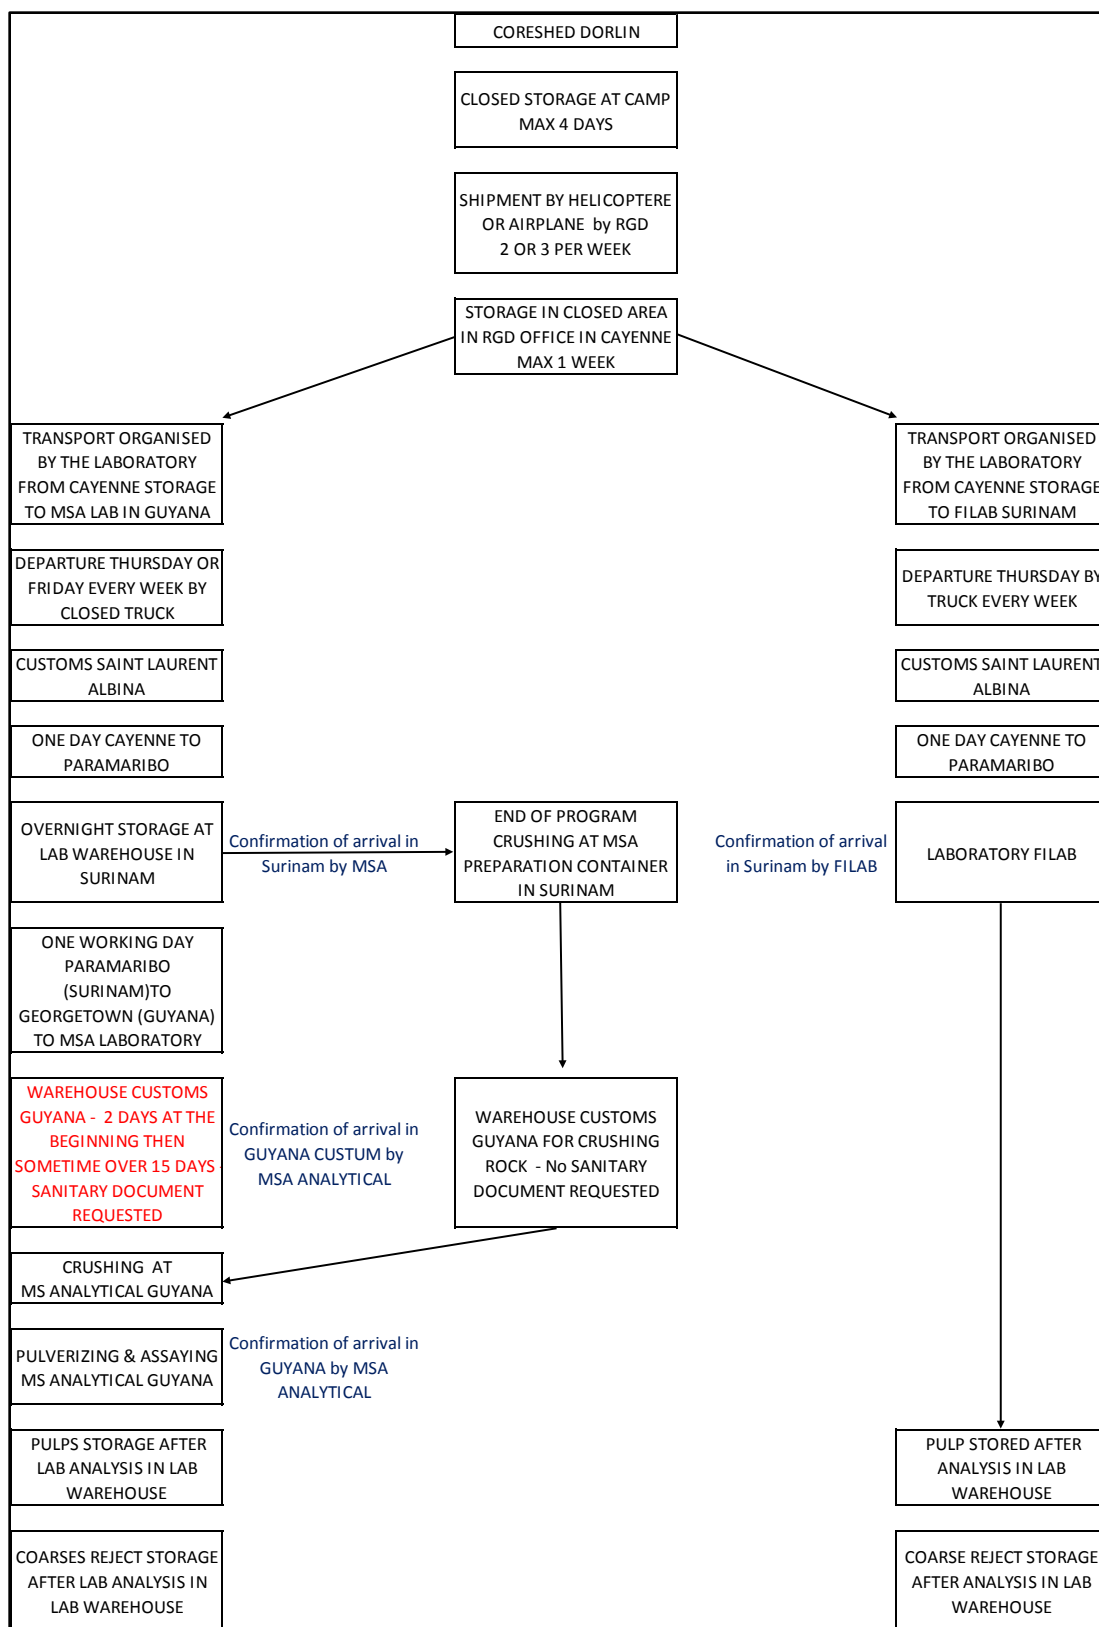 CORESHED DORLIN
CLOSED STORAGE AT CAMP
MAX 4 DAYS
SHIPMENT BY HELICOPTERE
OR AIRPLANE by RGD
2 OR 3 PER WEEK
STORAGE IN CLOSED AREA
IN RGD OFFICE IN CAYENNE
MAX 1 WEEK
TRANSPORT ORGANISED
BY THE LABORATORY
FROM CAYENNE STORAGE
TO MSA LAB IN GUYANA
TRANSPORT ORGANISED
BY THE LABORATORY
FROM CAYENNE STORAGE
TO FILAB SURINAM
DEPARTURE THURSDAY OR
FRIDAY EVERY WEEK BY
CLOSED TRUCK
DEPARTURE THURSDAY BY
TRUCK EVERY WEEK
CUSTOMS SAINT LAURENT
ALBINA
CUSTOMS SAINT LAURENT
ALBINA
ONE DAY CAYENNE TO
PARAMARIBO
ONE DAY CAYENNE TO
PARAMARIBO
OVERNIGHT STORAGE AT
LAB WAREHOUSE IN
SURINAM
Confirmation of arrival in
Surinam by MSA
END OF PROGRAM
CRUSHING AT MSA
PREPARATION CONTAINER
IN SURINAM
Confirmation of arrival
in Surinam by FILAB
LABORATORY FILAB
ONE WORKING DAY
PARAMARIBO
(SURINAM)TO
GEORGETOWN (GUYANA)
TO MSA LABORATORY
WAREHOUSE CUSTOMS
GUYANA - 2 DAYS AT THE
BEGINNING THEN
SOMETIME OVER 15 DAYS -
SANITARY DOCUMENT
REQUESTED
Confirmation of arrival in
GUYANA CUSTUM by
MSA ANALYTICAL
WAREHOUSE CUSTOMS
GUYANA FOR CRUSHING
ROCK - No SANITARY
DOCUMENT REQUESTED
CRUSHING AT
MS ANALYTICAL GUYANA
PULVERIZING & ASSAYING
MS ANALYTICAL GUYANA
Confirmation of arrival in
GUYANA by MSA
ANALYTICAL
PULPS STORAGE AFTER
LAB ANALYSIS IN LAB
WAREHOUSE
PULP STORED AFTER
ANALYSIS IN LAB
WAREHOUSE
COARSES REJECT STORAGE
AFTER LAB ANALYSIS IN
LAB WAREHOUSE
COARSE REJECT STORAGE
AFTER ANALYSIS IN LAB
WAREHOUSE